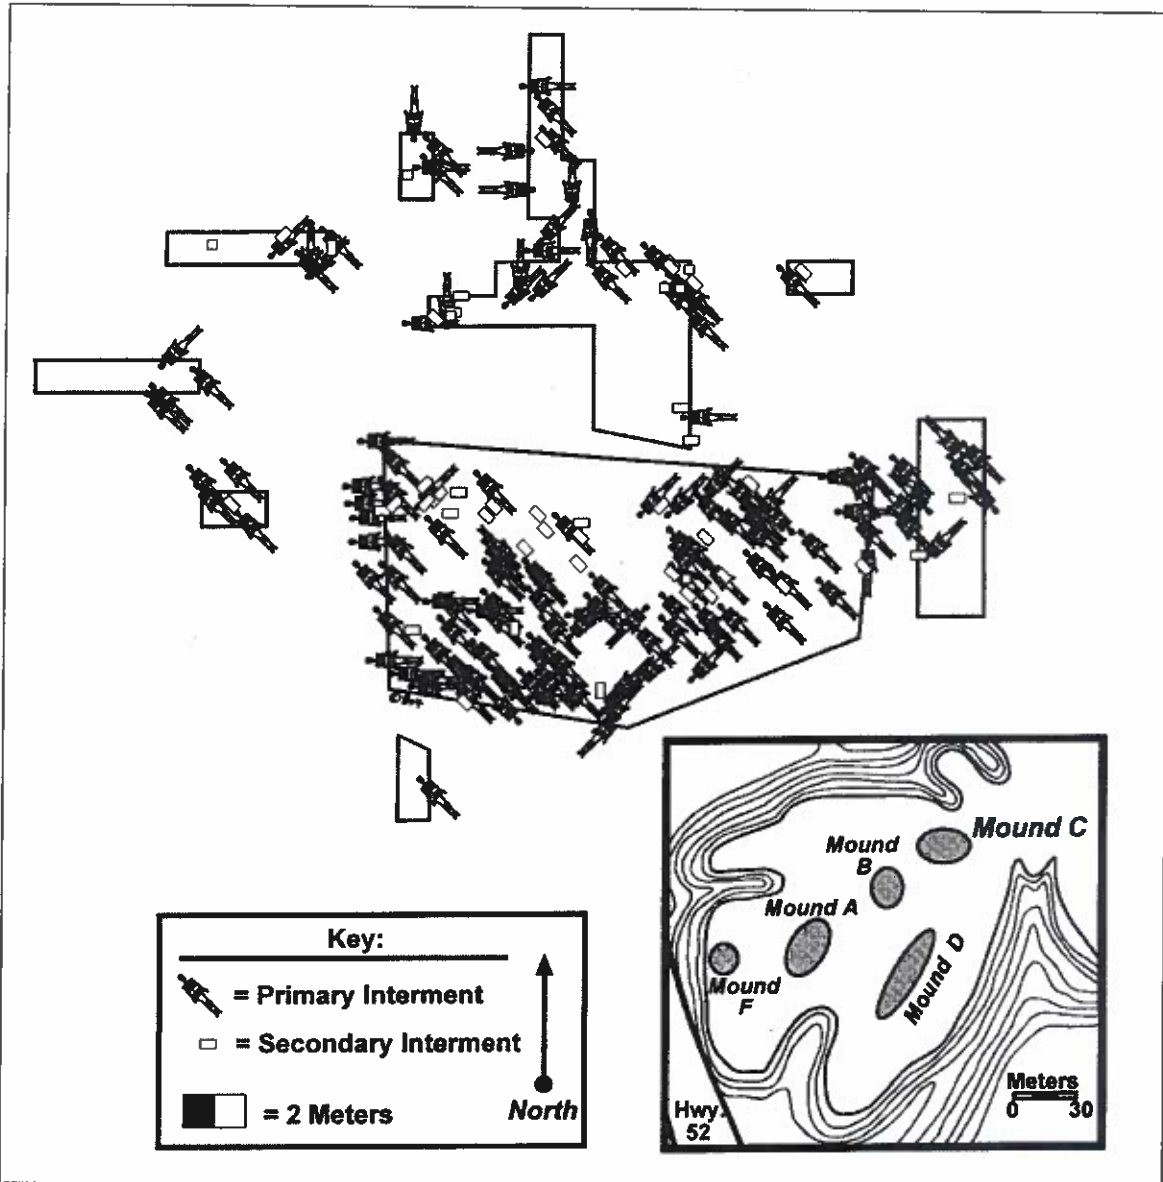 Key:
= Primary Interment
= Secondary Interment
= 2 Meters
North
Mound C
Mound
B
Mound A
Mound D
Mound
F
Meters
0 30
Hwy.
52